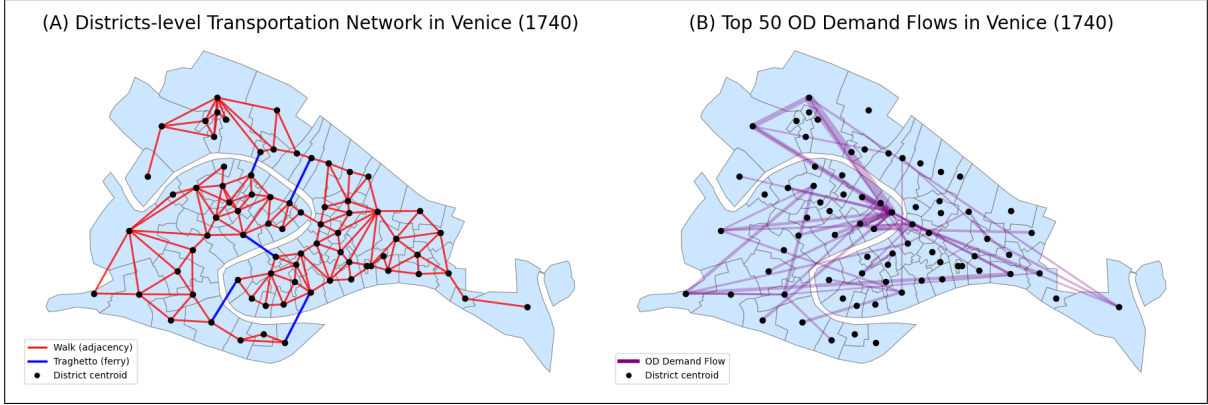 (A) Districts-level Transportation Network in Venice (1740)
Walk (adjacency)
Traghetto (ferry)
District centroid
(B) Top 50 OD Demand Flows in Venice (1740)
OD Demand Flow
District centroid